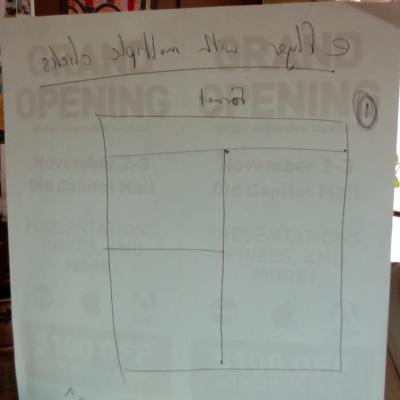 e Flyer with multiple clicks
Format
1
GRAND
OPENING
November 2-3
Old Capitol Mall
PRESENTATIONS,
PRIZES, AND
MORE!
$100 OFF
GRAND
OPENING
November 2-3
Old Capitol Mall
PRESENTATIONS,
PRIZES, AND
MORE!
$100 OFF